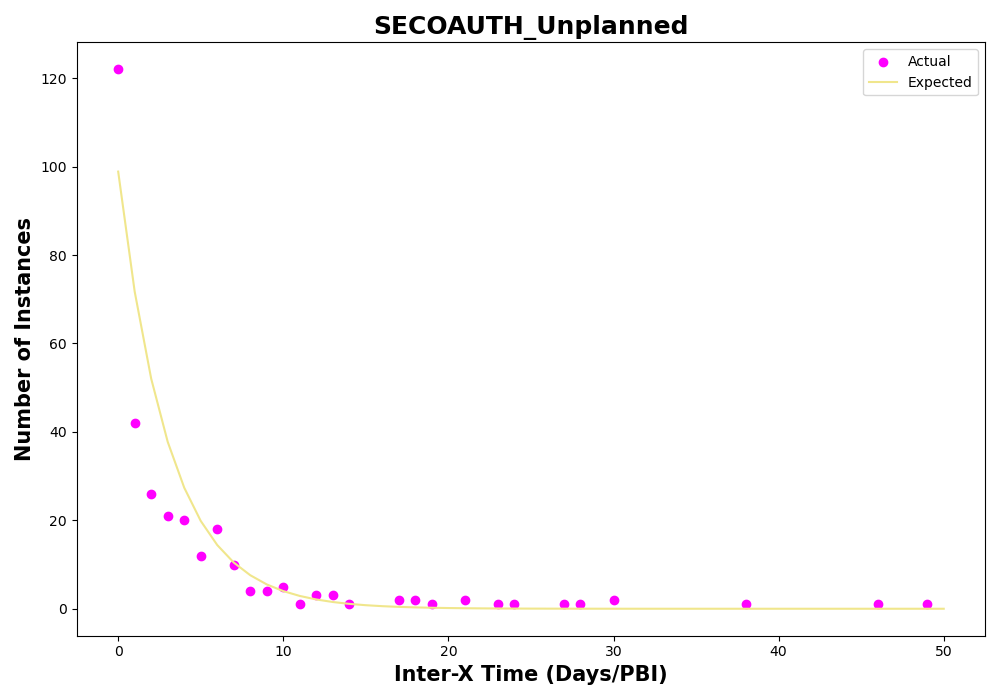 SECOAUTH_Unplanned
Actual
Expected
120
100
80
60
40
20
0
Number of Instances
0 10 20 30 40 50
Inter-X Time (Days/PBI)